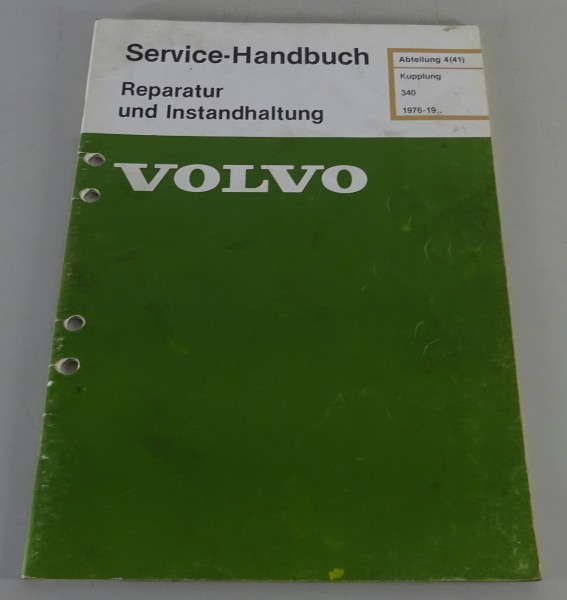 Service-Handbuch
Reparatur
und Instandhaltung
Abteilung 4(41)
Kupplung
340
1976-19..
VOLVO